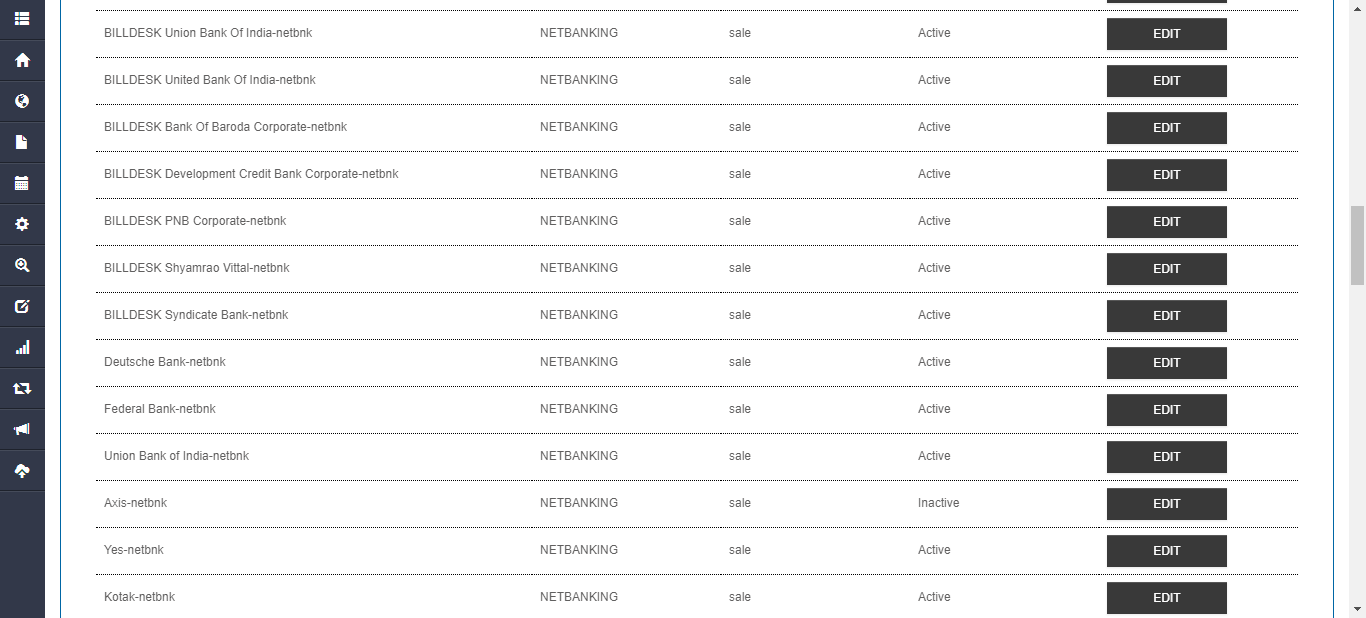 BILLDESK Union Bank Of India-netbnk NETBANKING sale Active EDIT
BILLDESK United Bank Of India-netbnk NETBANKING sale Active EDIT
BILLDESK Bank Of Baroda Corporate-netbnk NETBANKING sale Active EDIT
BILLDESK Development Credit Bank Corporate-netbnk NETBANKING sale Active EDIT
BILLDESK PNB Corporate-netbnk NETBANKING sale Active EDIT
BILLDESK Shyamrao Vittal-netbnk NETBANKING sale Active EDIT
BILLDESK Syndicate Bank-netbnk NETBANKING sale Active EDIT
Deutsche Bank-netbnk NETBANKING sale Active EDIT
Federal Bank-netbnk NETBANKING sale Active EDIT
Union Bank of India-netbnk NETBANKING sale Active EDIT
Axis-netbnk NETBANKING sale Inactive EDIT
Yes-netbnk NETBANKING sale Active EDIT
Kotak-netbnk NETBANKING sale Active EDIT